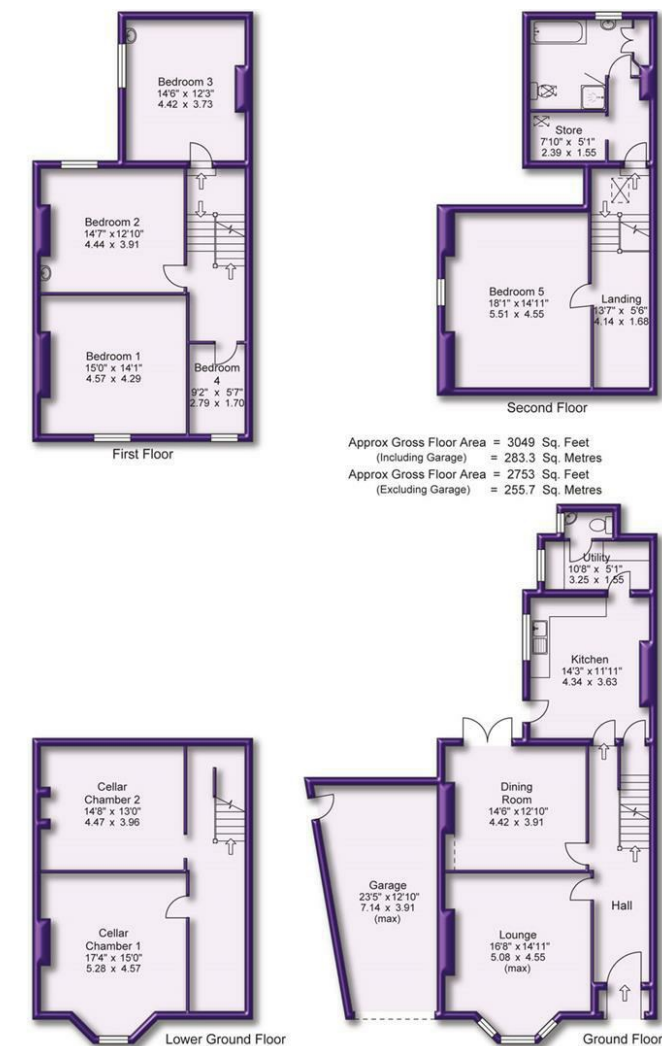 Bedroom 3
14'6" x 12'3"
4.42 x 3.73
Bedroom 2
14'7" x 12'10"
4.44 x 3.91
Bedroom 1
15'0" x 14'1"
4.57 x 4.29
Bedroom
4
9'2" x 5'7"
2.79 x 1.70
First Floor
Store
7'10" x 5'1"
2.39 x 1.55
Bedroom 5
18'1" x 14'11"
5.51 x 4.55
Landing
13'7" x 5'6"
4.14 x 1.68
Second Floor
Approx Gross Floor Area = 3049 Sq. Feet
(Including Garage) = 283.3 Sq. Metres
Approx Gross Floor Area = 2753 Sq. Feet
(Excluding Garage) = 255.7 Sq. Metres
Cellar
Chamber 2
14'8" x 13'0"
4.47 x 3.96
Cellar
Chamber 1
17'4" x 15'0"
5.28 x 4.57
Lower Ground Floor
Utility
10'8" x 5'1"
3.25 x 1.55
Kitchen
14'3" x 11'11"
4.34 x 3.63
Dining
Room
14'6" x 12'10"
4.42 x 3.91
Garage
23'5" x 12'10"
7.14 x 3.91
(max)
Hall
Lounge
16'8" x 14'11"
5.08 x 4.55
(max)
Ground Floor